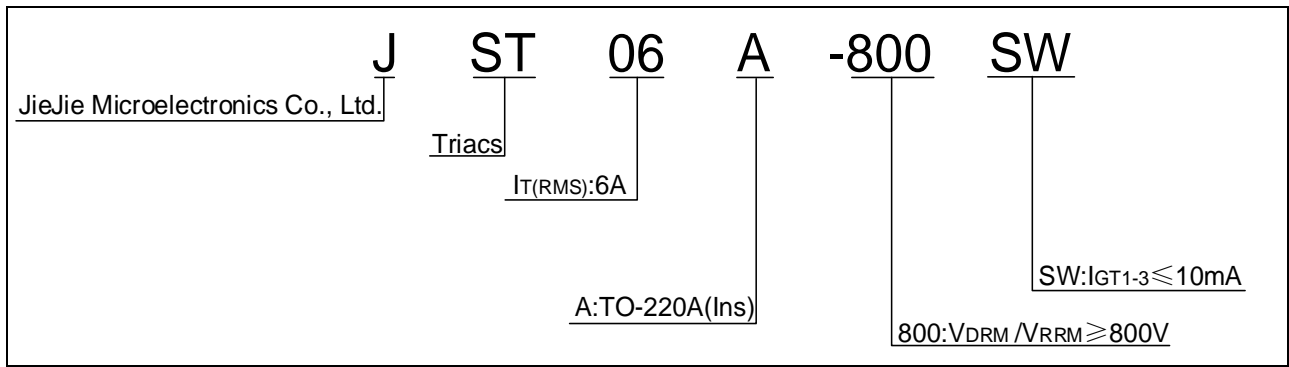 J ST 06 A -800 SW
JieJie Microelectronics Co., Ltd.
Triacs
IT(RMS):6A
SW:IGT1-3≤10mA
A:TO-220A(Ins)
800:VDRM /VRRM≥800V